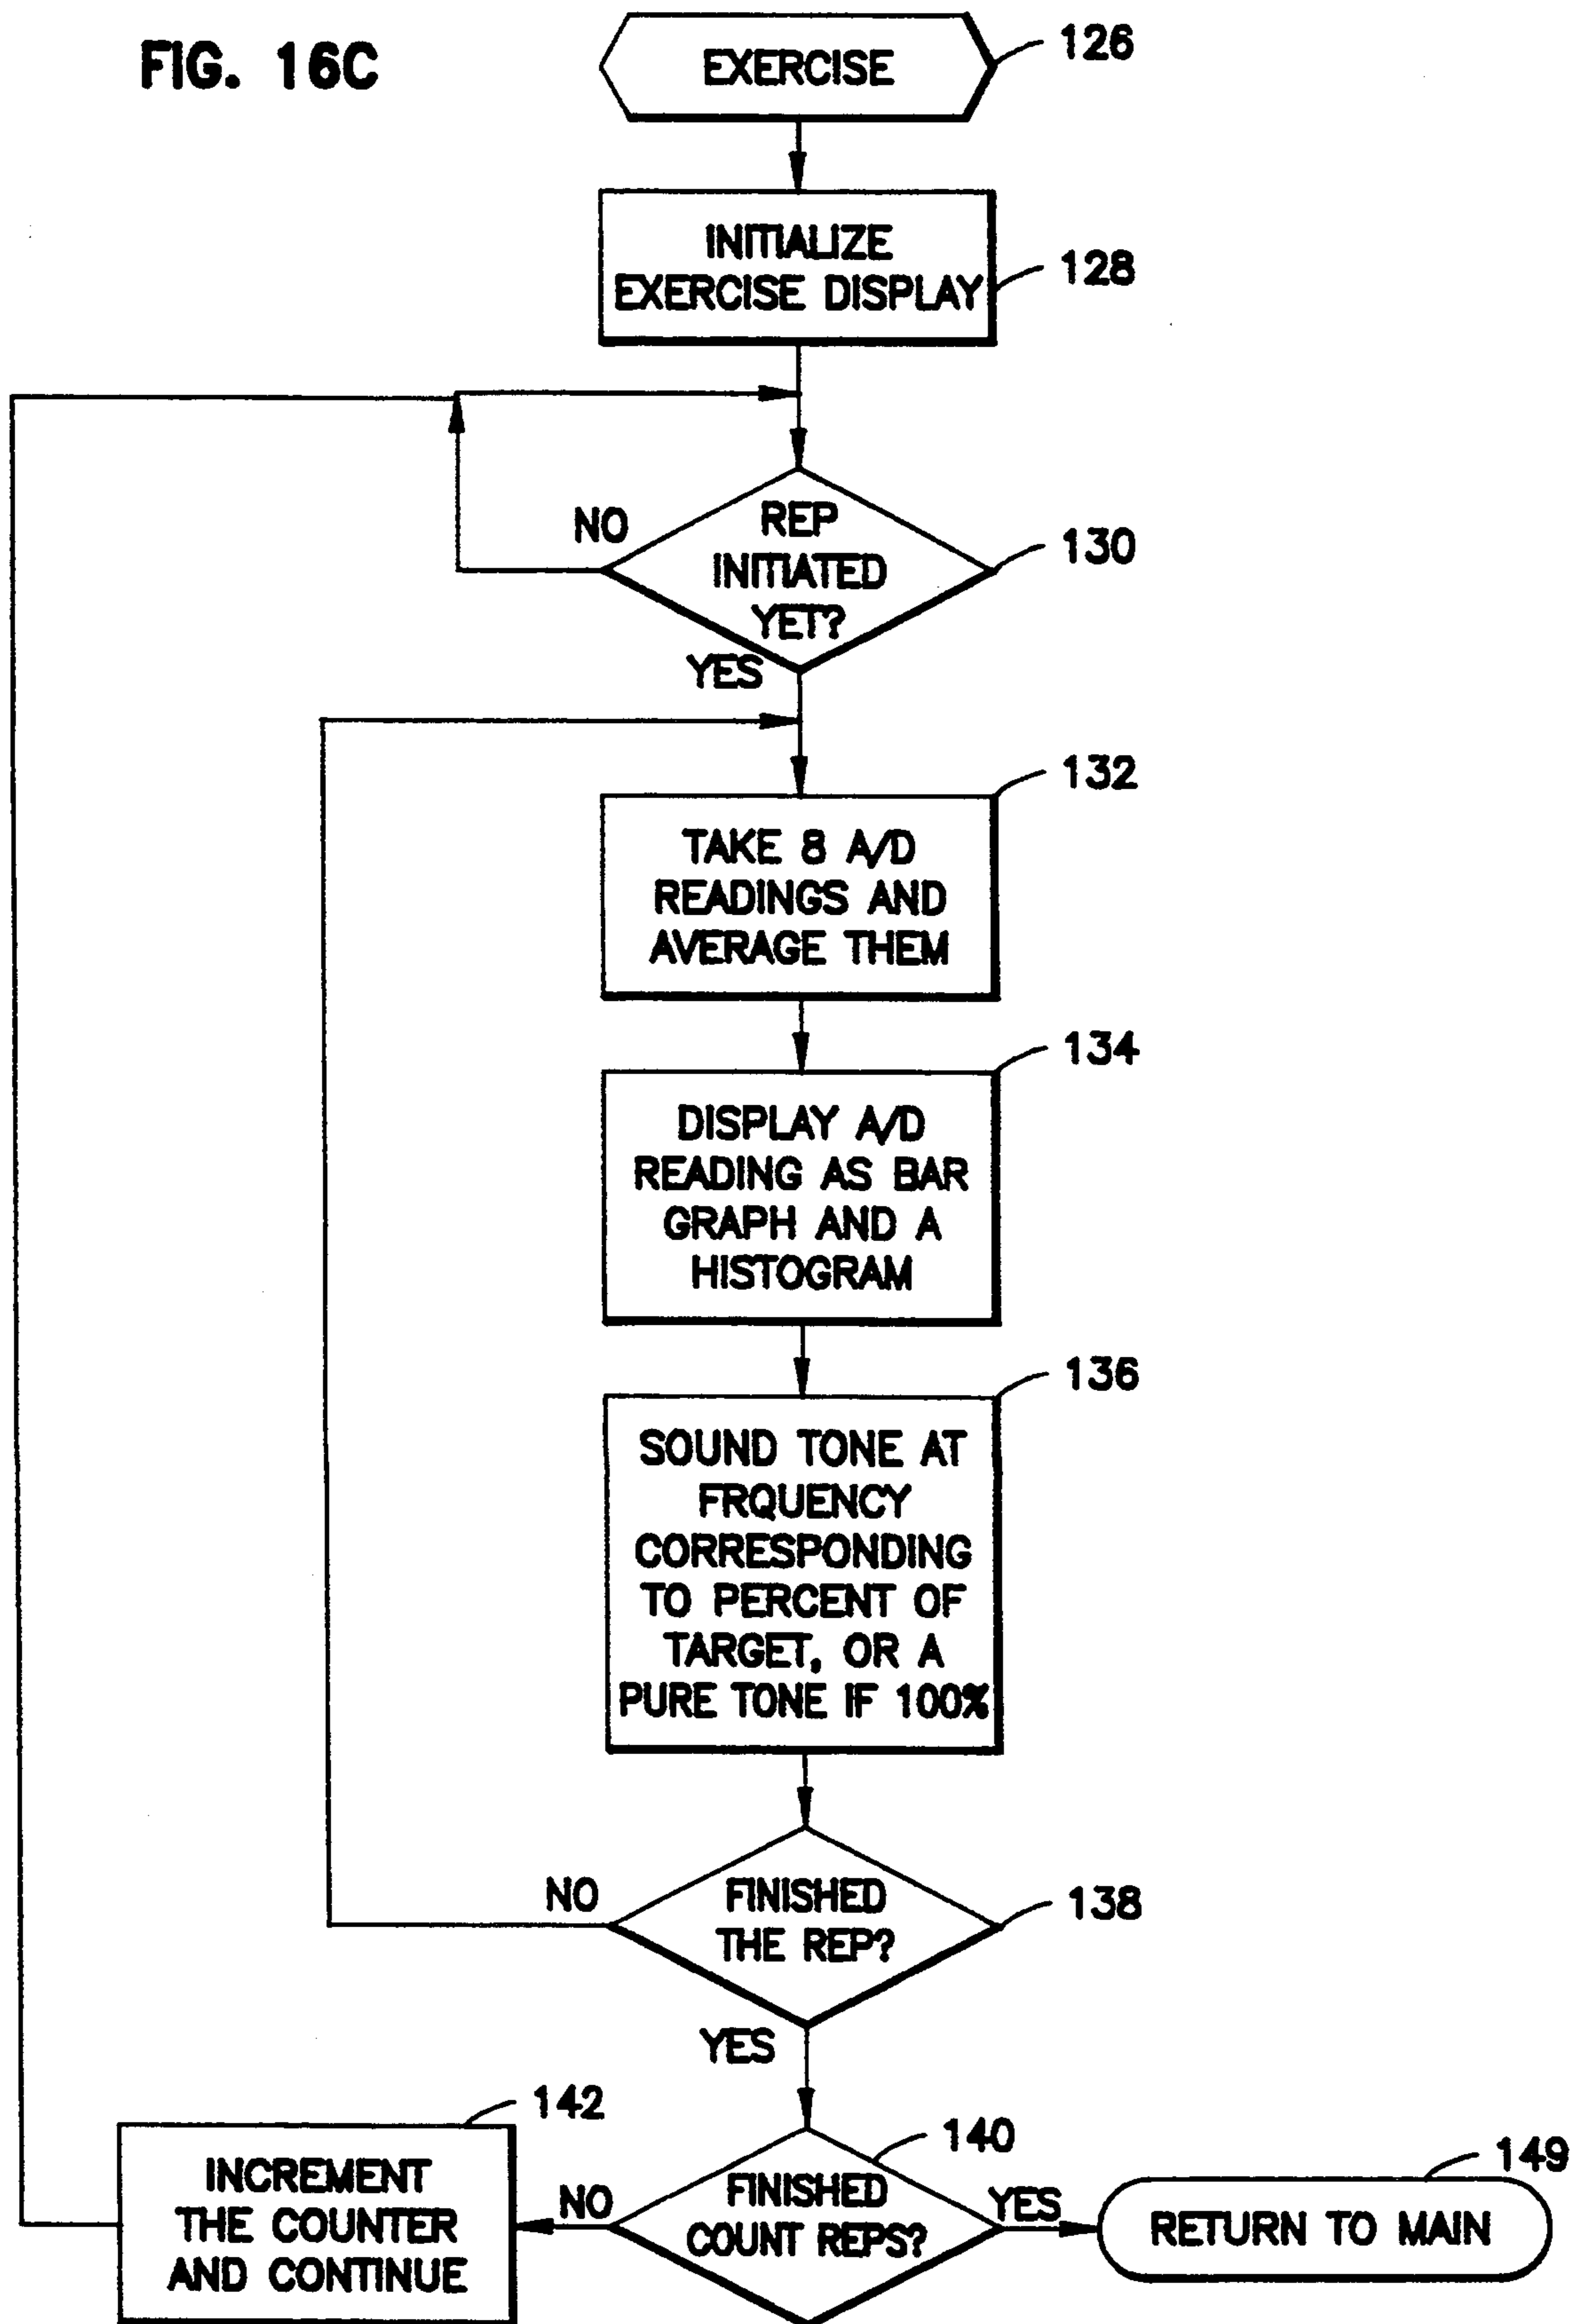 FIG. 16C
EXERCISE
126
INITIALIZE
EXERCISE DISPLAY
128
NO
REP
INITIATED
YET?
130
YES
132
TAKE 8 A/D
READINGS AND
AVERAGE THEM
134
DISPLAY A/D
READING AS BAR
GRAPH AND A
HISTOGRAM
136
SOUND TONE AT
FRQUENCY
CORRESPONDING
TO PERCENT OF
TARGET, OR A
PURE TONE IF 100%
NO
FINISHED
THE REP?
138
YES
142
INCREMENT
THE COUNTER
AND CONTINUE
NO
140
FINISHED
COUNT REPS?
YES
149
RETURN TO MAIN